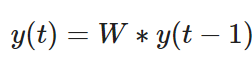 y(t) = W * y(t − 1)